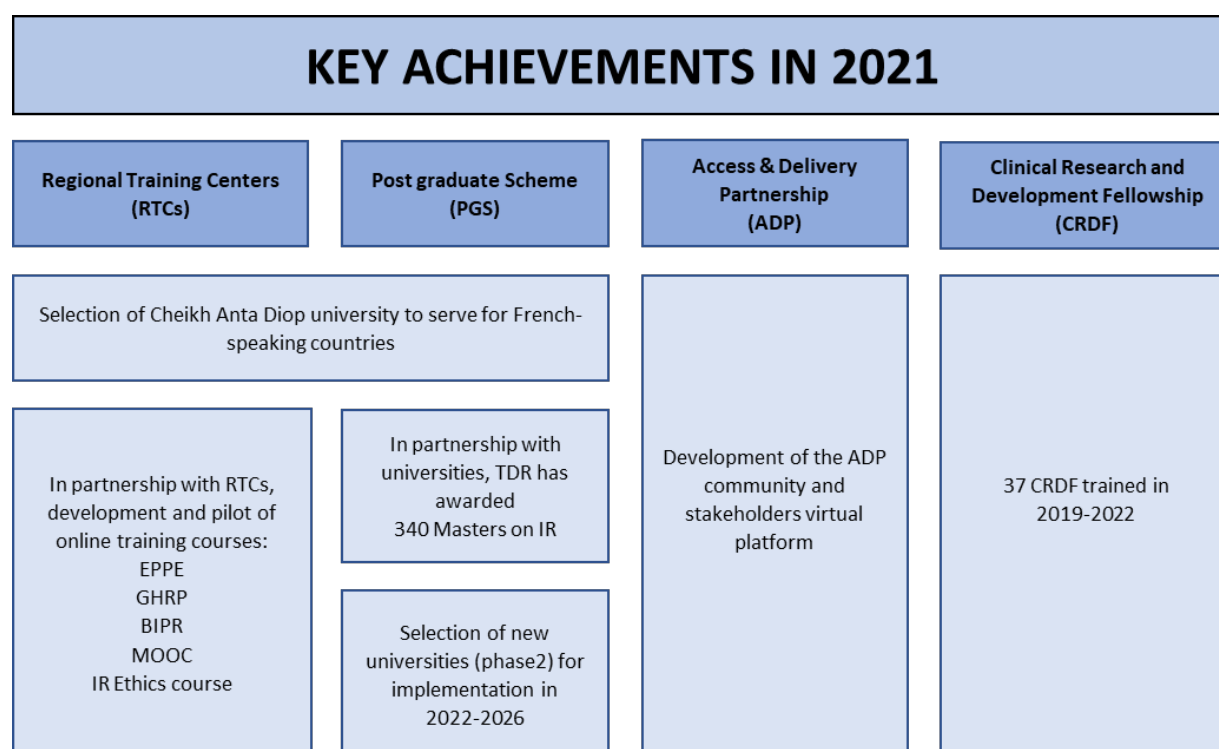 KEY ACHIEVEMENTS IN 2021
Regional Training Centers
(RTCs)
Post graduate Scheme
(PGS)
Access & Delivery
Partnership
(ADP)
Clinical Research and
Development Fellowship
(CRDF)
Selection of Cheikh Anta Diop university to serve for French-
speaking countries
In partnership with RTCs,
development and pilot of
online training courses:
EPPE
GHRP
BIPR
MOOC
IR Ethics course
In partnership with
universities, TDR has
awarded
340 Masters on IR
Selection of new
universities (phase2) for
implementation in
2022-2026
Development of the ADP
community and
stakeholders virtual
platform
37 CRDF trained in
2019-2022